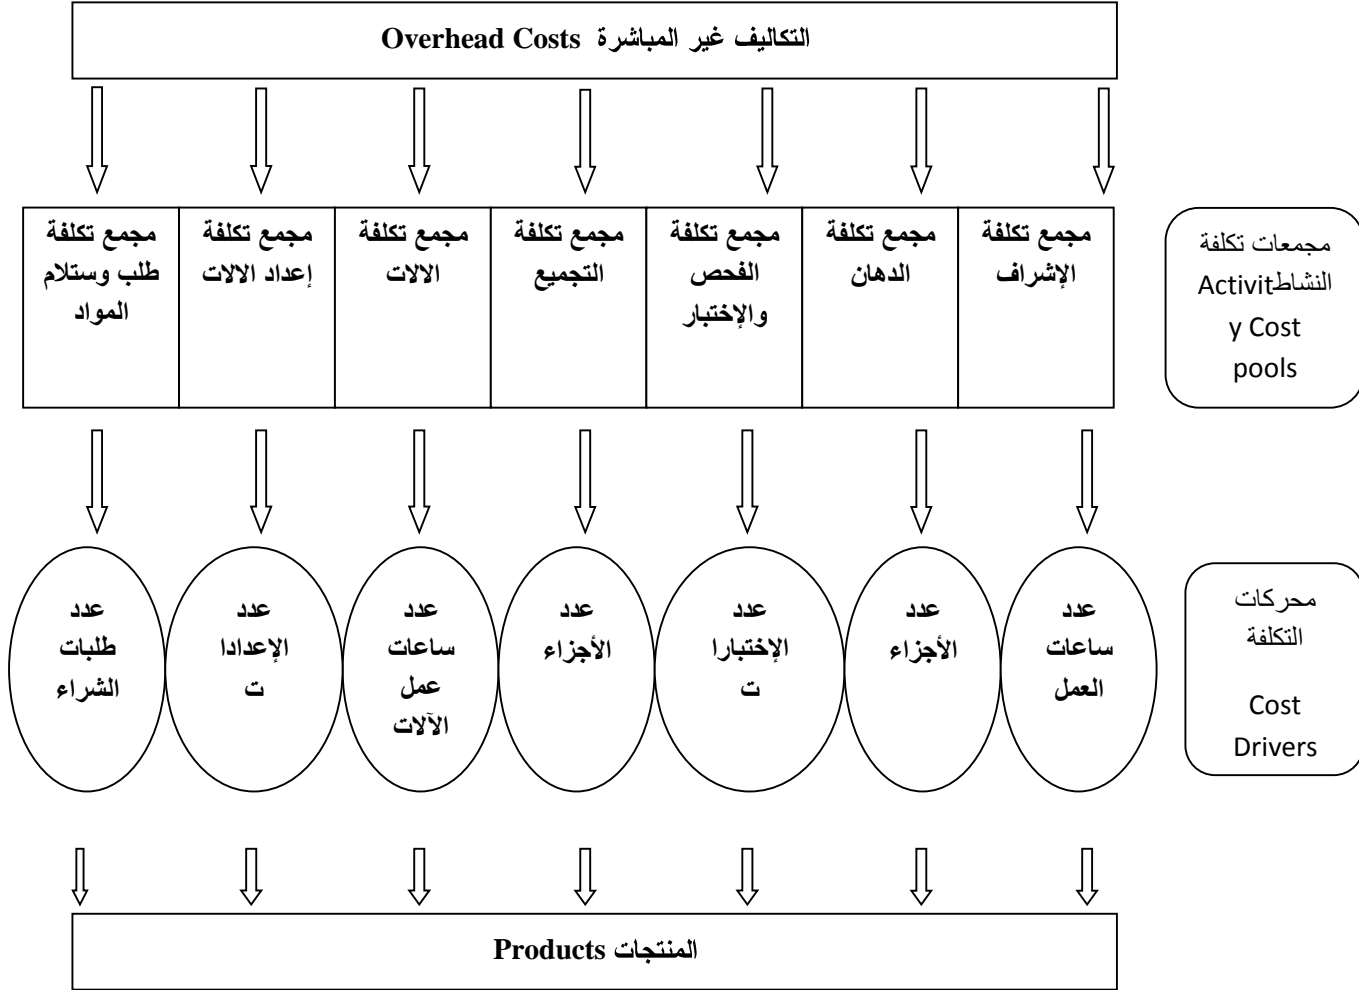 التكاليف غير المباشرة Overhead Costs
مجمع تكلفة
الإشراف
مجمع تكلفة
الدهان
مجمع تكلفة
الفحص
والإختبار
مجمع تكلفة
التجميع
مجمع تكلفة
الالات
مجمع تكلفة
إعداد الالات
مجمع تكلفة
طلب وستلام
المواد
مجمعات تكلفة
النشاطActivit
y Cost
pools
عدد
ساعات
العمل
عدد
الأجزاء
عدد
الإختبارا
ت
عدد
الأجزاء
عدد
ساعات
عمل
الآلات
عدد
الإعدادا
ت
عدد
طلبات
الشراء
محركات
التكلفة
Cost
Drivers
المنتجات Products